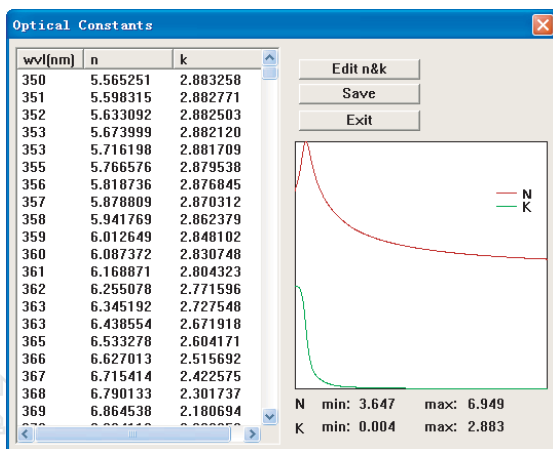 Optical Constants
wvl(nm) n k
350 5.565251 2.883258
351 5.598315 2.882771
352 5.633092 2.882503
353 5.673999 2.882120
353 5.716198 2.881709
355 5.766576 2.879538
356 5.818736 2.876845
357 5.878809 2.870312
358 5.941769 2.862379
359 6.012649 2.848102
360 6.087372 2.830748
361 6.168871 2.804323
362 6.255078 2.771596
363 6.345192 2.727548
363 6.438554 2.671918
365 6.533278 2.604171
366 6.627013 2.515692
367 6.715414 2.422575
368 6.790133 2.301737
369 6.864538 2.180694
Edit n&k
Save
Exit
N
K
N min: 3.647 max: 6.949
K min: 0.004 max: 2.883